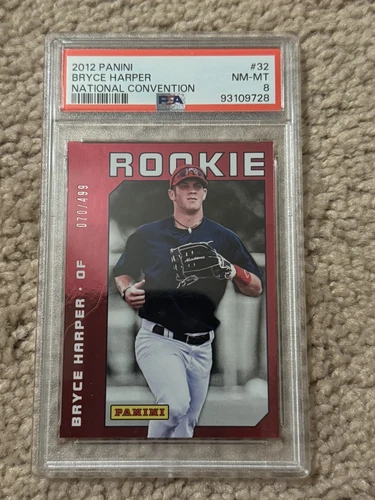 2012 PANINI #32
BRYCE HARPER NM-MT
NATIONAL CONVENTION PSA 8
93109728
ROOKIE
070/499
BRYCE HARPER • OF
PANINI